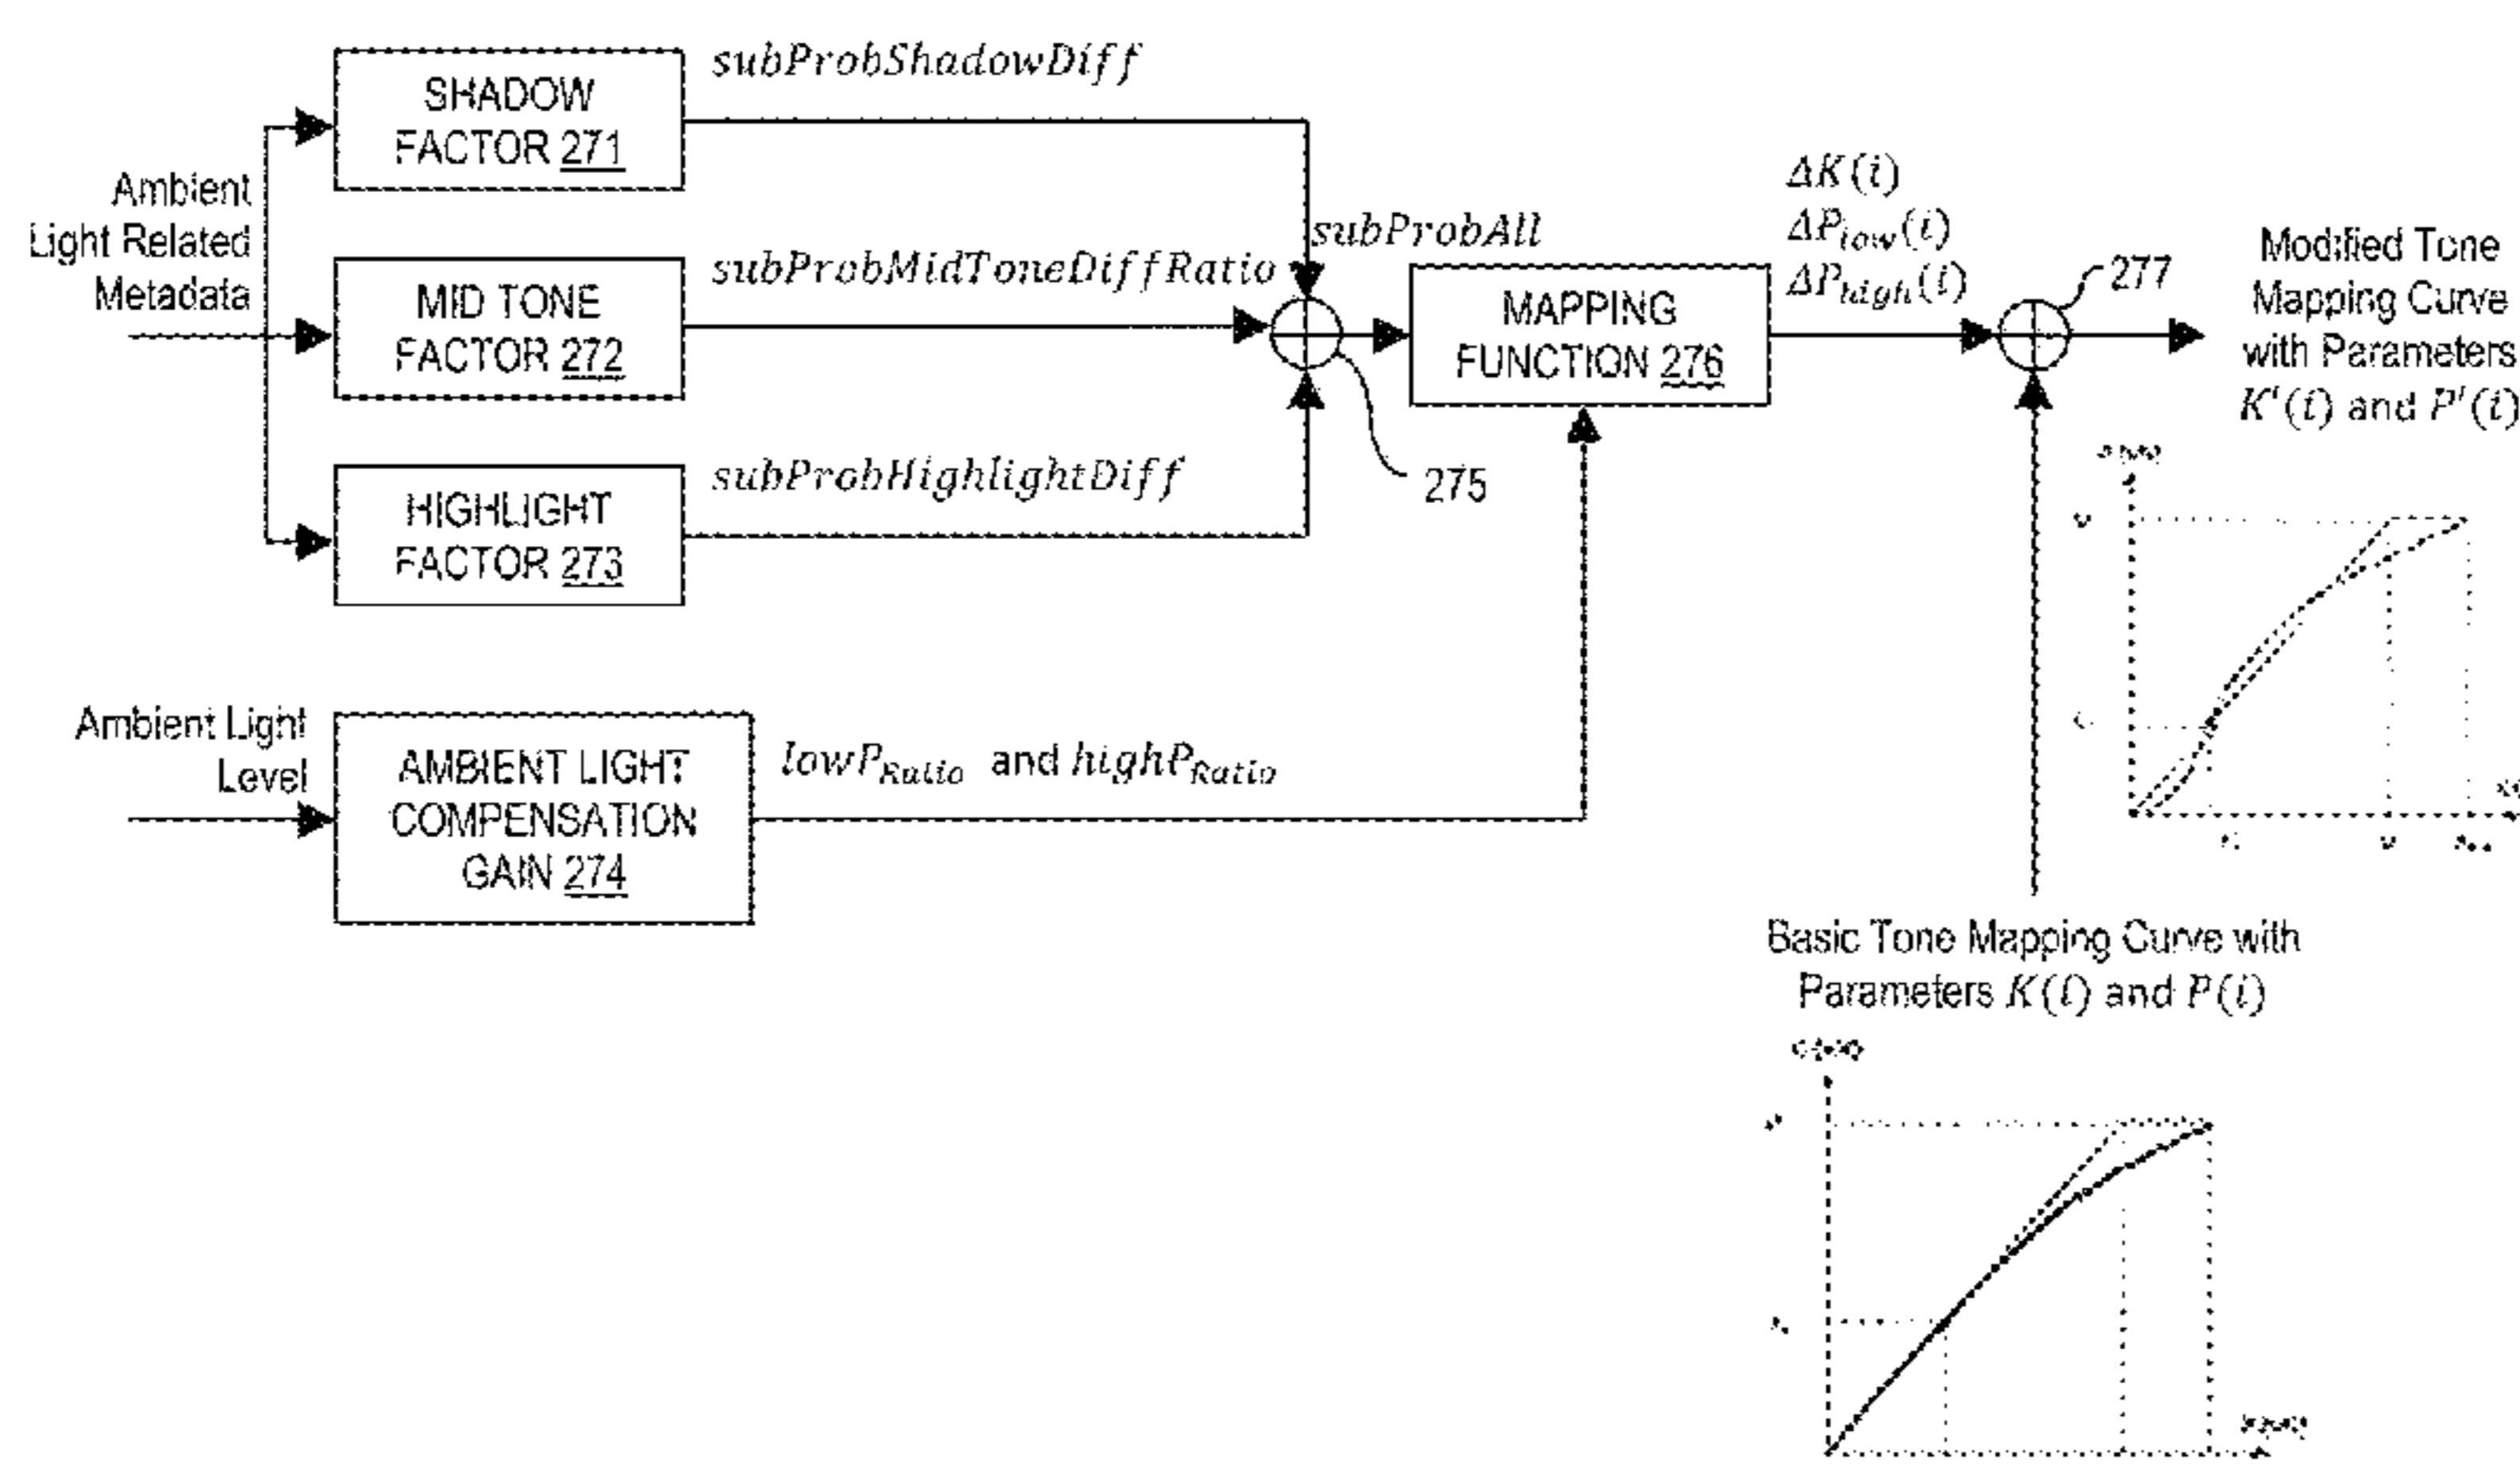 SHADOW
FACTOR 271
subProbShadowDiff
Ambient
Light Related
Metadata
MID TONE
FACTOR 272
subProbMidToneDiffRatio
subProbAll
HIGHLIGHT
FACTOR 273
subProbHighlightDiff
275
MAPPING
FUNCTION 276
ΔK(i)
ΔP_low(i)
ΔP_high(i)
277
Modified Tone
Mapping Curve
with Parameters
K'(i) and P'(i)
Ambient Light
Level
AMBIENT LIGHT
COMPENSATION
GAIN 274
lowP_Ratio and highP_Ratio
Basic Tone Mapping Curve with
Parameters K(i) and P(i)